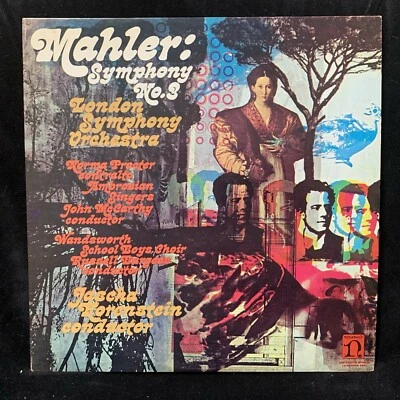 Mahler:
Symphony
No.3
London
Symphony
Orchestra
Norma Procter
contralto
Ambrosian
Singers
John McCarthy
conductor
Wandsworth
School Boys Choir
Russell Burgess
conductor
Jascha
Horenstein
conductor
nonesuch
n